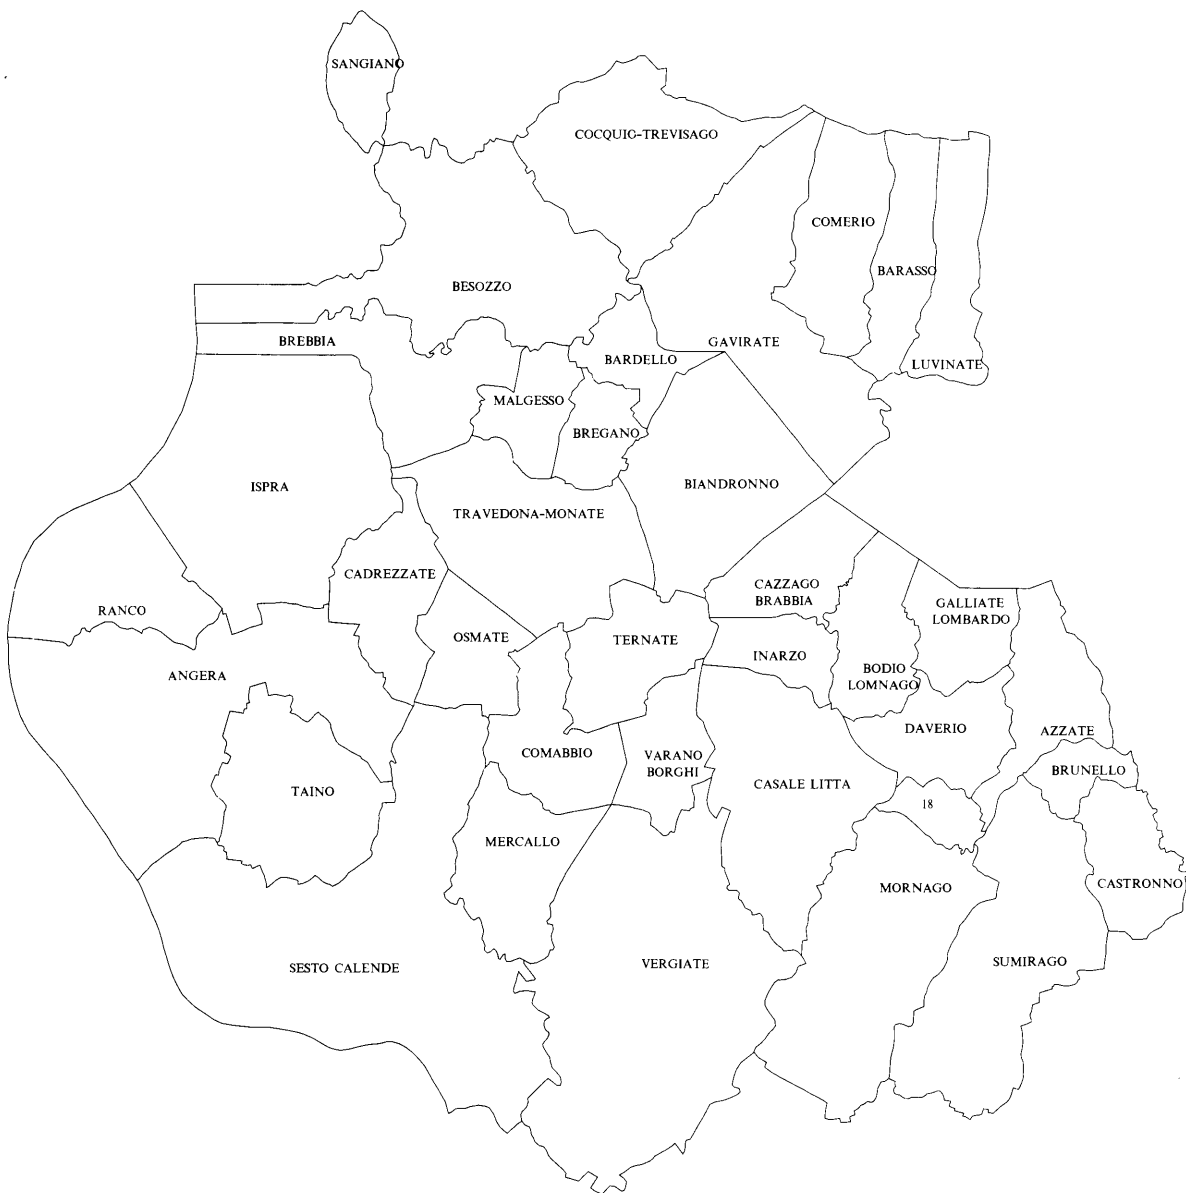 SANGIANO
COCQUIO-TREVISAGO
COMERIO
BARASSO
BESOZZO
BREBBIA
GAVIRATE
BARDELLO
LUVINATE
MALGESSO
BREGANO
ISPRA
BIANDRONNO
TRAVEDONA-MONATE
CADREZZATE
CAZZAGO
BRABBIA
GALLIATE
LOMBARDO
RANCO
OSMATE
TERNATE
INARZO
BODIO
LOMNAGO
ANGERA
DAVERIO
AZZATE
COMABBIO
VARANO
BORGHI
BRUNELLO
TAINO
CASALE LITTA
18
MERCALLO
MORNAGO
CASTRONNO
SESTO CALENDE
VERGIATE
SUMIRAGO